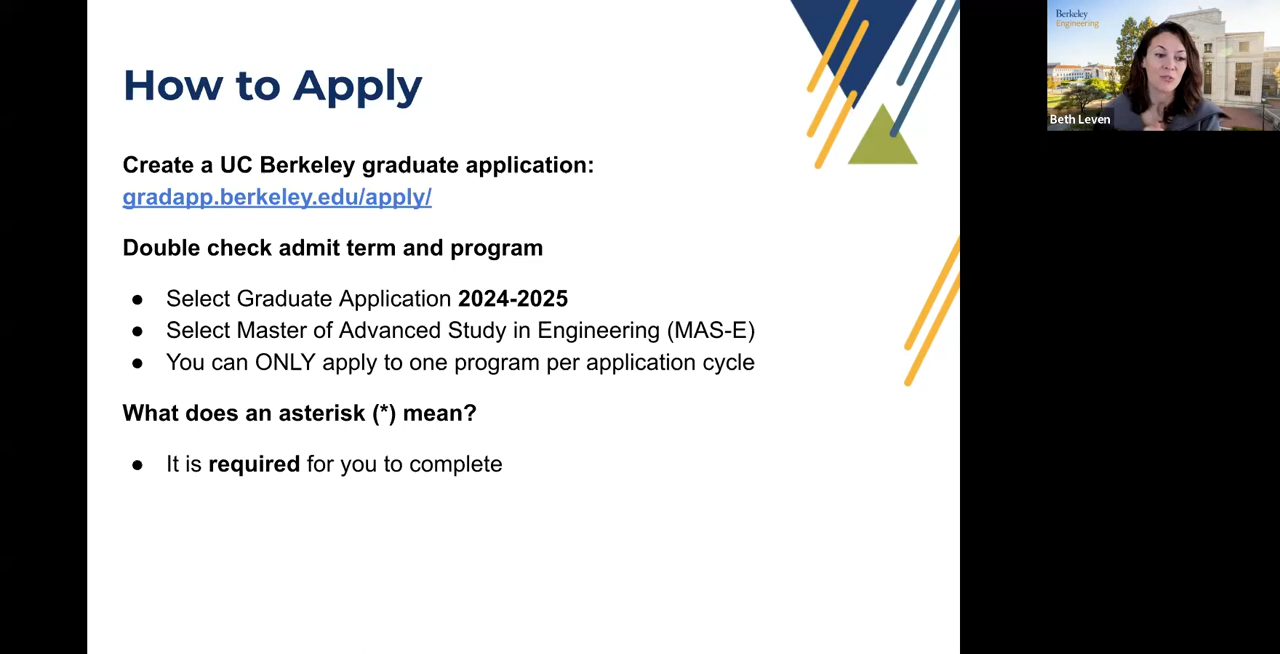 How to Apply
Create a UC Berkeley graduate application:
gradapp.berkeley.edu/apply/
Double check admit term and program
● Select Graduate Application 2024-2025
● Select Master of Advanced Study in Engineering (MAS-E)
● You can ONLY apply to one program per application cycle
What does an asterisk (*) mean?
● It is required for you to complete
Berkeley
Engineering
Beth Leven